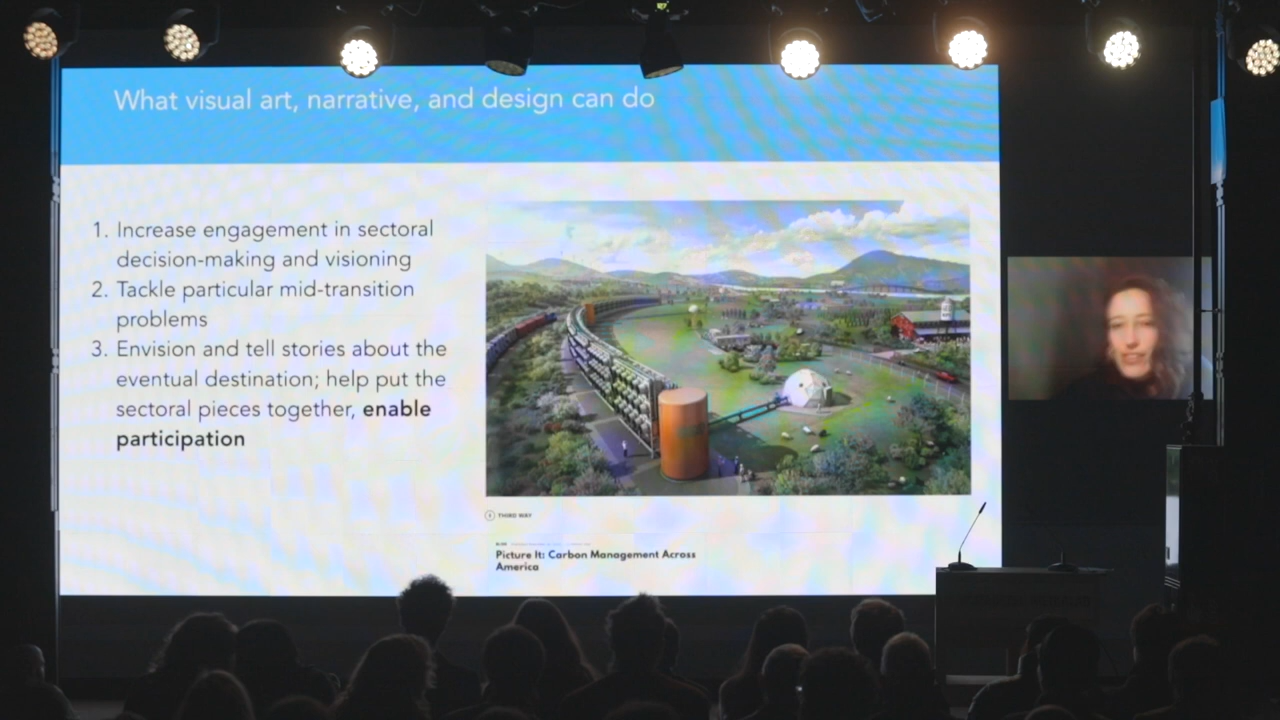 What visual art, narrative, and design can do
1. Increase engagement in sectoral
decision-making and visioning
2. Tackle particular mid-transition
problems
3. Envision and tell stories about the
eventual destination; help put the
sectoral pieces together, enable
participation
THIRD WAY
Picture It: Carbon Management Across
America